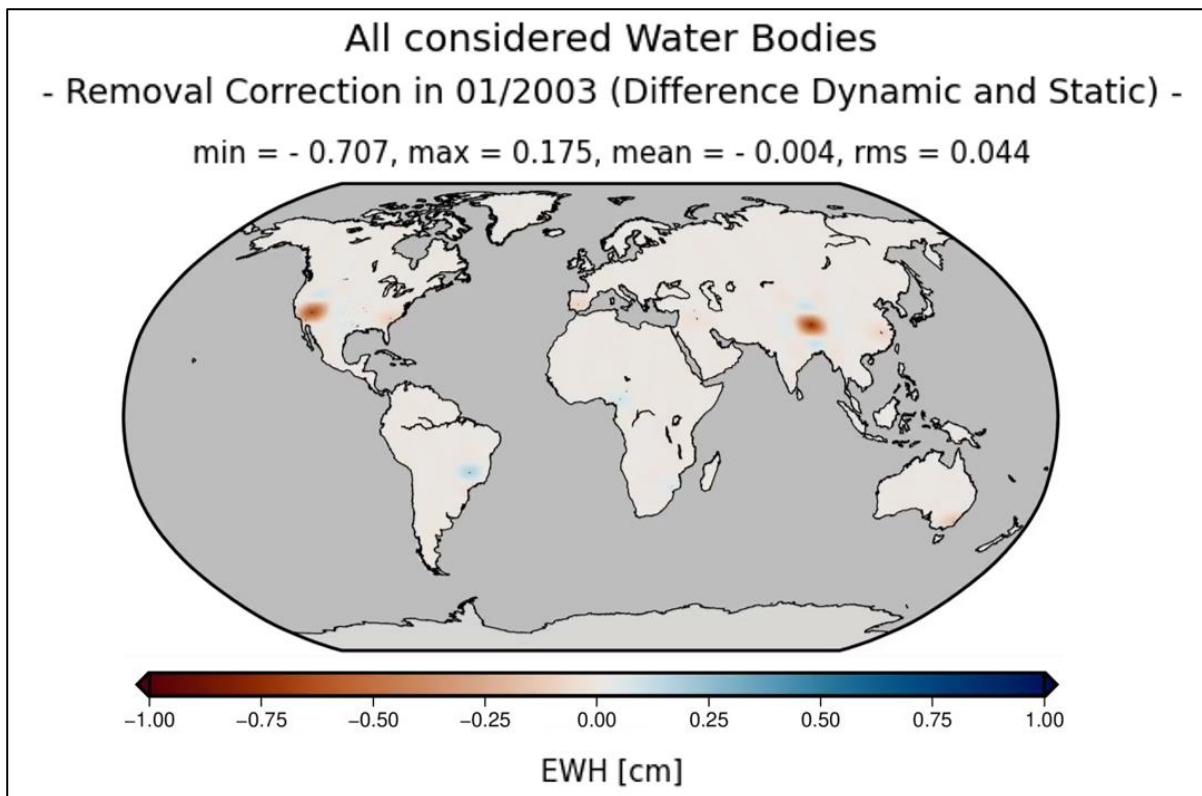 All considered Water Bodies
- Removal Correction in 01/2003 (Difference Dynamic and Static) -
min = - 0.707, max = 0.175, mean = - 0.004, rms = 0.044
−1.00 −0.75 −0.50 −0.25 0.00 0.25 0.50 0.75 1.00
EWH [cm]